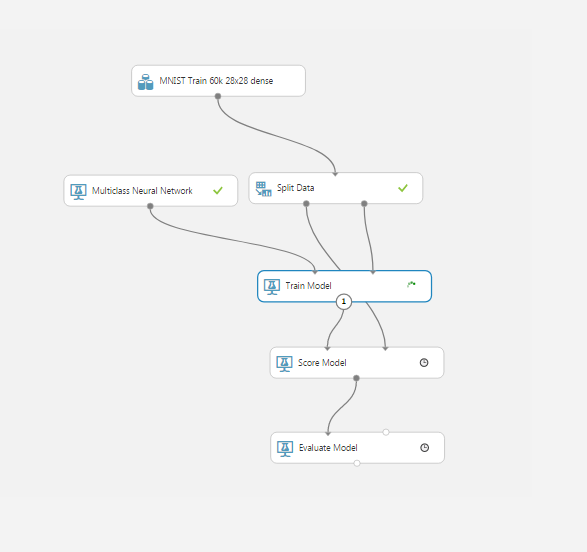 MNIST Train 60k 28x28 dense
Multiclass Neural Network
Split Data
Train Model
1
Score Model
Evaluate Model